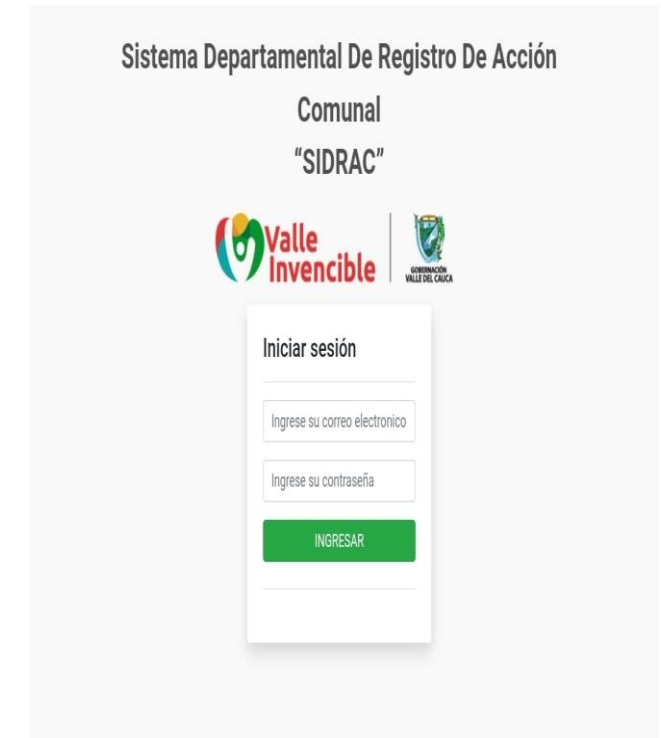 Sistema Departamental De Registro De Acción
Comunal
“SIDRAC”
Valle
Invencible
GOBERNACIÓN
VALLE DEL CAUCA
Iniciar sesión
Ingrese su correo electronico
Ingrese su contraseña
INGRESAR